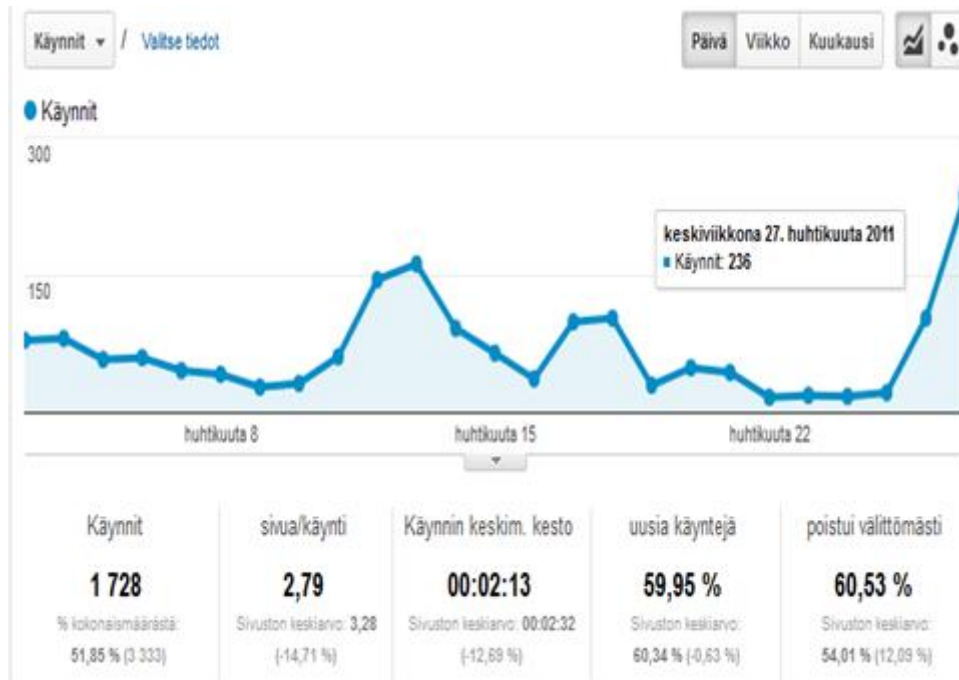 Käynnit / Valitse tiedot
Päivä Viikko Kuukausi
Käynnit
300
keskiviikkona 27. huhtikuuta 2011
Käynnit: 236
150
huhtikuuta 8 huhtikuuta 15 huhtikuuta 22
Käynnit sivua/käynti Käynnin keskim. kesto uusia käyntejä poistui välittömästi
1 728 2,79 00:02:13 59,95 % 60,53 %
% kokonaismäärästä: Sivuston keskiarvo: 3,28 Sivuston keskiarvo: 00:02:32 Sivuston keskiarvo: Sivuston keskiarvo:
51,85 % (3 333) (-14,71 %) (-12,69 %) 60,34 % (-0,63 %) 54,01 % (12,09 %)